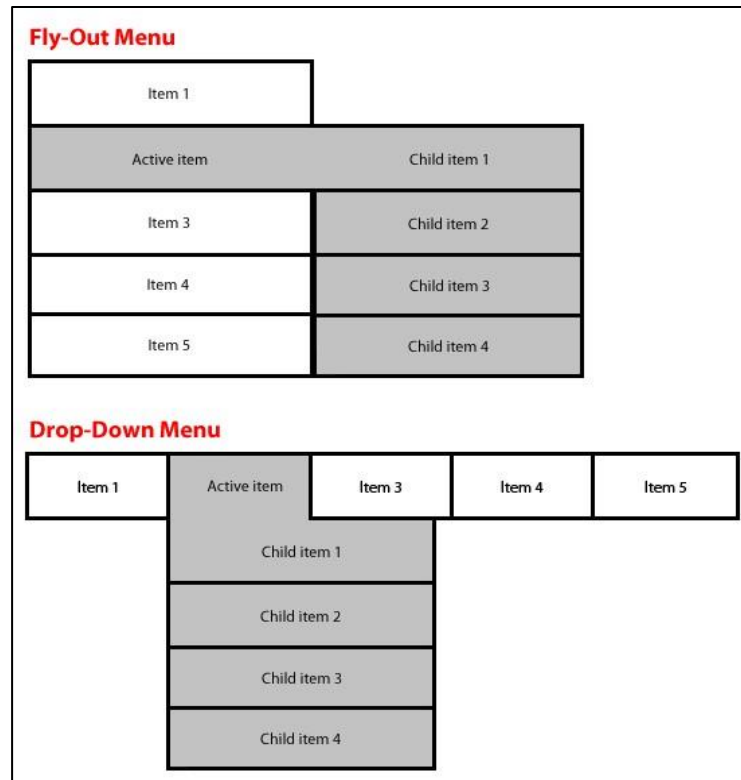 Fly-Out Menu
Item 1
Active item Child item 1
Item 3 Child item 2
Item 4 Child item 3
Item 5 Child item 4
Drop-Down Menu
Item 1 Active item Item 3 Item 4 Item 5
Child item 1
Child item 2
Child item 3
Child item 4